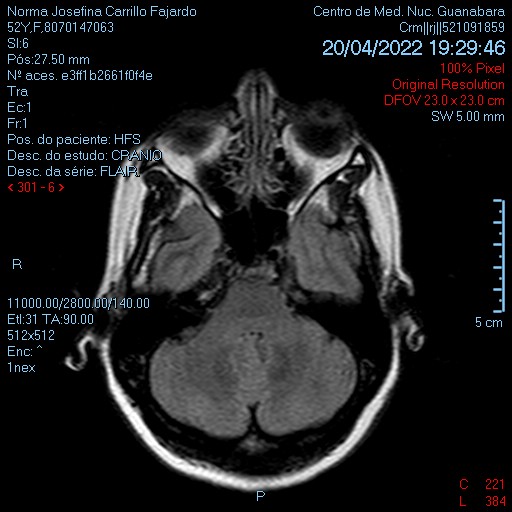 Norma Josefina Carrillo Fajardo
52Y,F,8070147063
Sl:6
Pós:27.50 mm
Nº aces. e3ff1b2661f0f4e
Tra
Ec:1
Fr:1
Pos. do paciente: HFS
Desc. do estudo: CRANIO
Desc. da série: FLAIR.
< 301 - 6 >
Centro de Med. Nuc. Guanabara
Crm||rj||521091859
20/04/2022 19:29:46
100% Pixel
Original Resolution
DFOV 23.0 x 23.0 cm
SW 5.00 mm
R
5 cm
11000.00/2800.00/140.00
Etl:31 TA:90.00
512x512
Enc: ^
1nex
P
C 221
L 384